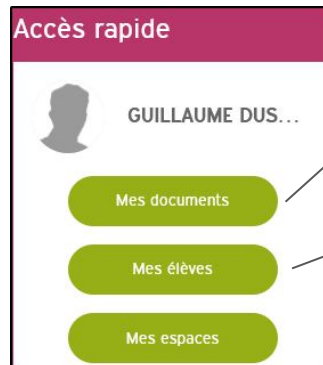 Accès rapide
GUILLAUME DUS...
Mes documents
Mes élèves
Mes espaces